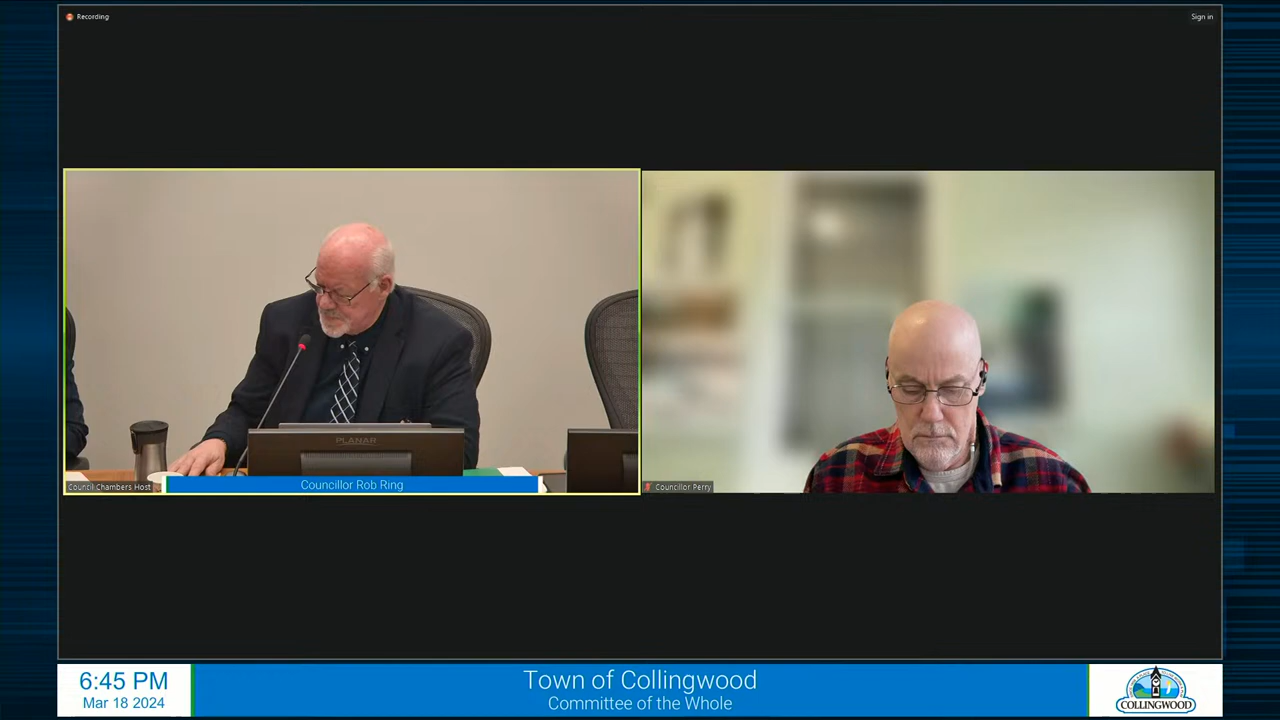 Recording
Sign in
PLANAR
Council Chambers Host
Councillor Rob Ring
Councillor Perry
6:45 PM
Mar 18 2024
Town of Collingwood
Committee of the Whole
COLLINGWOOD